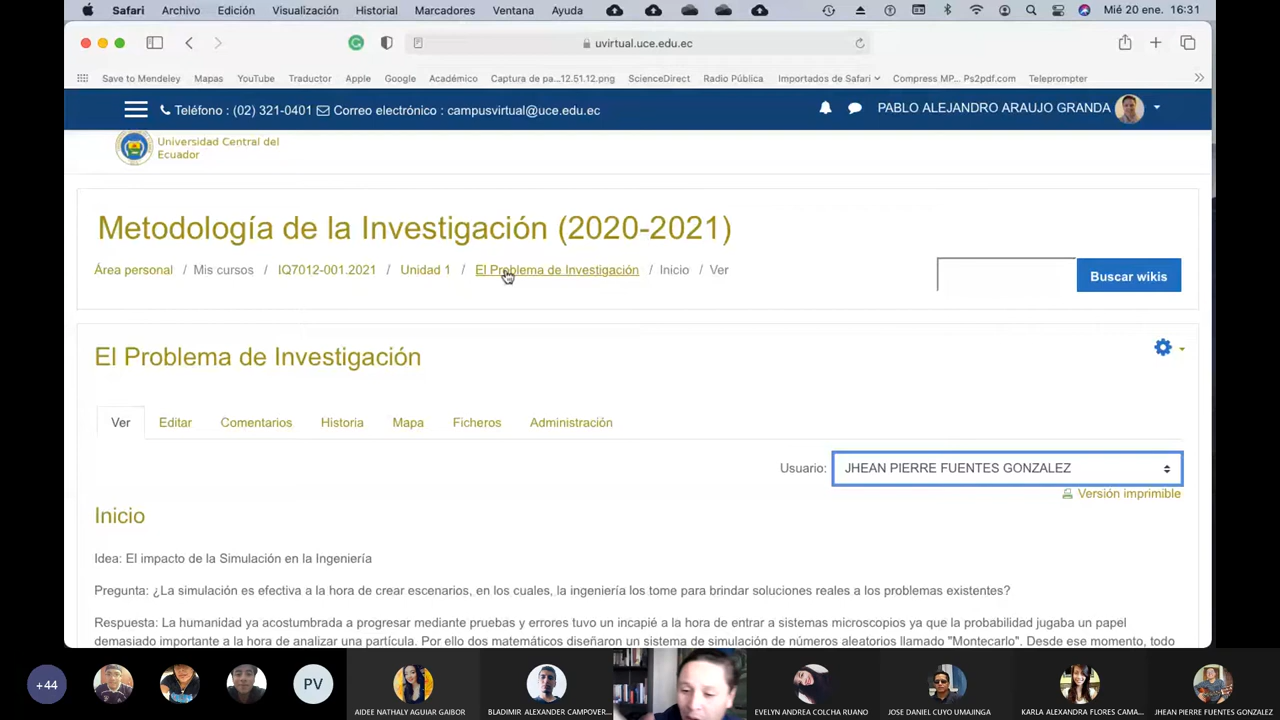 Safari Archivo Edición Visualización Historial Marcadores Ventana Ayuda Mié 20 ene. 16:31
uvirtual.uce.edu.ec
Save to Mendeley Mapas YouTube Traductor Apple Google Académico Captura de pa...12.51.12.png ScienceDirect Radio Pública Importados de Safari Compress MP... Ps2pdf.com Teleprompter
Teléfono : (02) 321-0401 Correo electrónico : campusvirtual@uce.edu.ec PABLO ALEJANDRO ARAUJO GRANDA
Universidad Central del
Ecuador
Metodología de la Investigación (2020-2021)
Área personal / Mis cursos / IQ7012-001.2021 / Unidad 1 / El Problema de Investigación / Inicio / Ver
Buscar wikis
El Problema de Investigación
Ver Editar Comentarios Historia Mapa Ficheros Administración
Usuario: JHEAN PIERRE FUENTES GONZALEZ
Versión imprimible
Inicio
Idea: El impacto de la Simulación en la Ingeniería
Pregunta: ¿La simulación es efectiva a la hora de crear escenarios, en los cuales, la ingeniería los tome para brindar soluciones reales a los problemas existentes?
Respuesta: La humanidad ya acostumbrada a progresar mediante pruebas y errores tuvo un incapié a la hora de entrar a sistemas microscopios ya que la probabilidad jugaba un papel
demasiado importante a la hora de analizar una partícula. Por ello dos matemáticos diseñaron un sistema de simulación de números aleatorios llamado "Montecarlo". Desde ese momento, todo
+44 PV AIDEE NATHALY AGUIAR GAIBOR BLADIMIR ALEXANDER CAMPOVER... EVELYN ANDREA COLCHA RUANO JOSE DANIEL CUYO UMAJINGA KARLA ALEXANDRA FLORES CAMA... JHEAN PIERRE FUENTES GONZALEZ